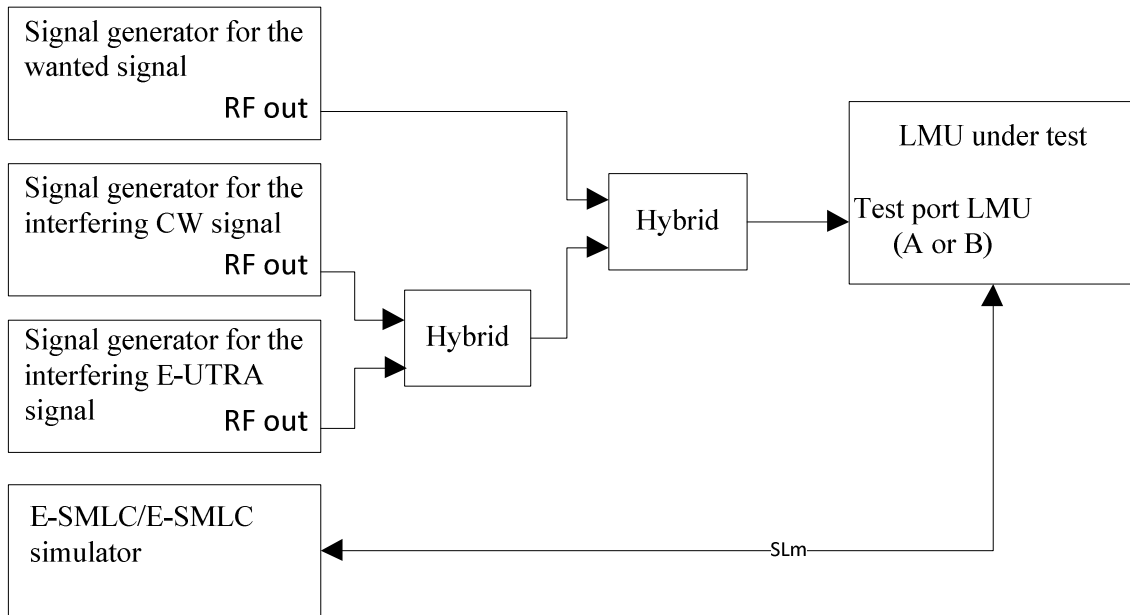 Signal generator for the
wanted signal
RF out
Signal generator for the
interfering CW signal
RF out
Signal generator for the
interfering E-UTRA
signal
RF out
Hybrid
Hybrid
LMU under test
Test port LMU
(A or B)
E-SMLC/E-SMLC
simulator
SLm